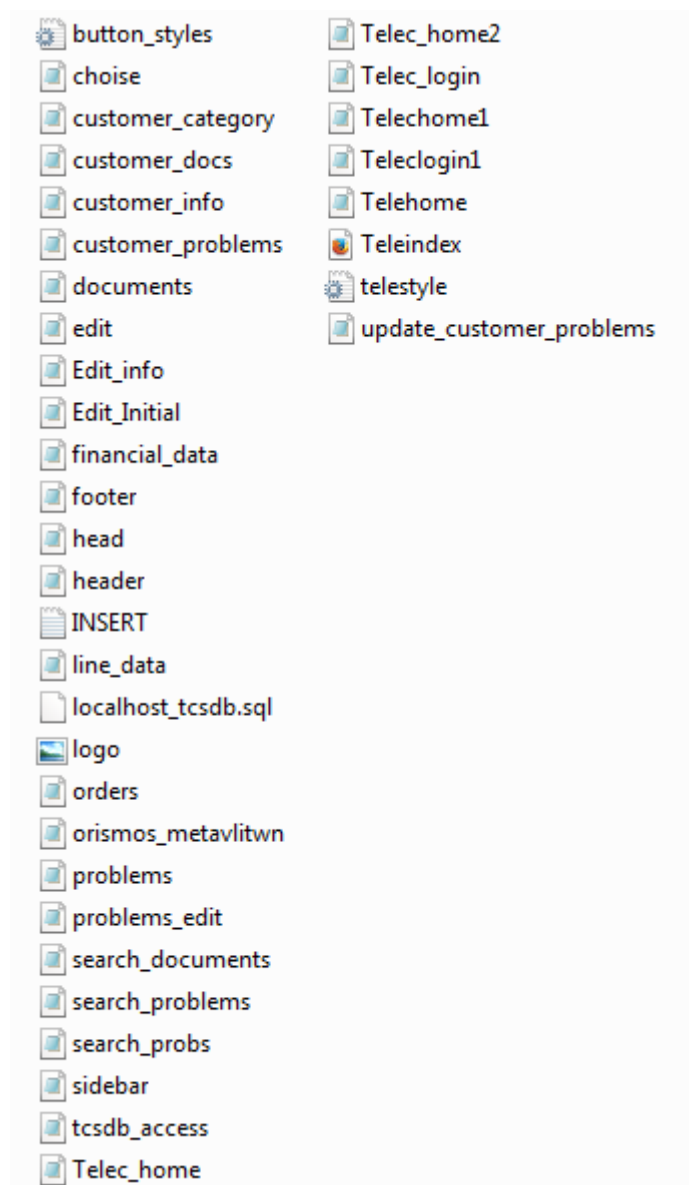 button_styles
choise
customer_category
customer_docs
customer_info
customer_problems
documents
edit
Edit_info
Edit_Initial
financial_data
footer
head
header
INSERT
line_data
localhost_tcsdb.sql
logo
orders
orismos_metavlitwn
problems
problems_edit
search_documents
search_problems
search_probs
sidebar
tcsdb_access
Telec_home
Telec_home2
Telec_login
Telechome1
Teleclogin1
Telehome
Teleindex
telestyle
update_customer_problems